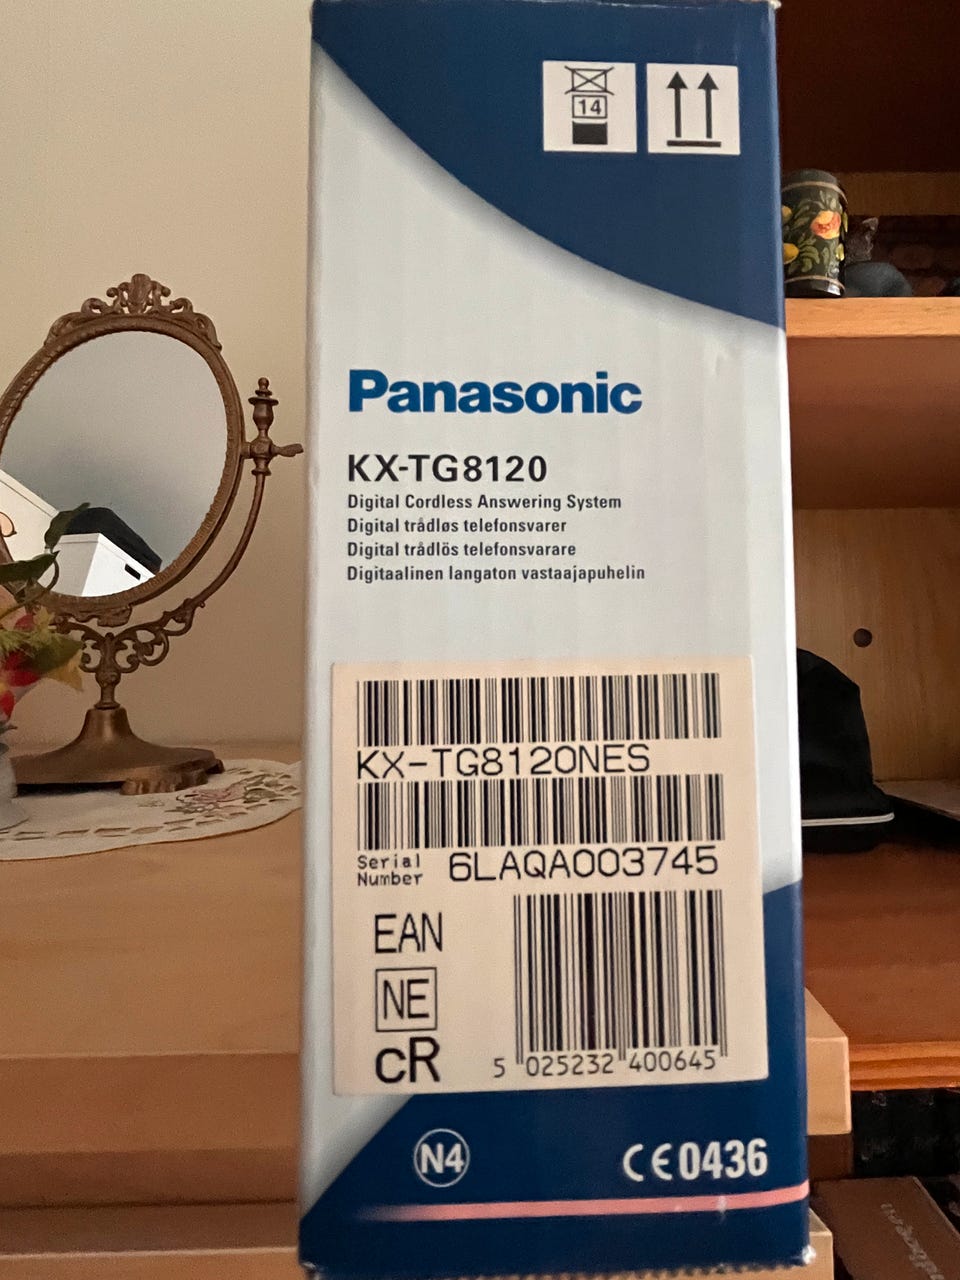 14
Panasonic
KX-TG8120
Digital Cordless Answering System
Digital trådløs telefonsvarer
Digital trådlös telefonsvarare
Digitaalinen langaton vastaajapuhelin
KX-TG8120NES
Serial Number 6LAQA003745
EAN
NE
CR
5 025232 400645
N4
CE0436